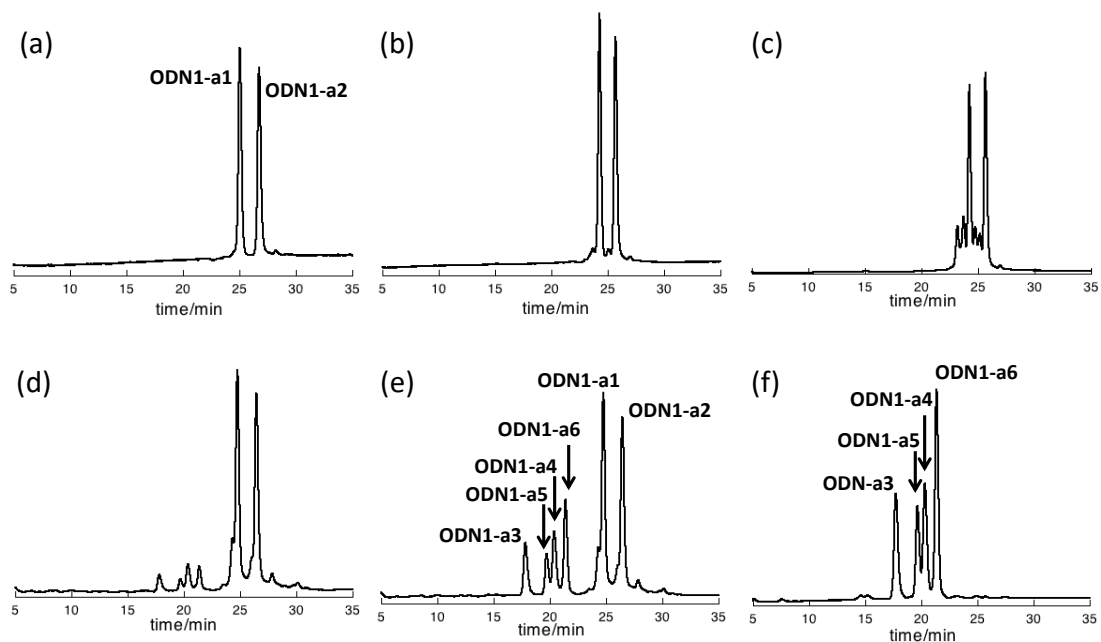 (a)
ODN1-a1
ODN1-a2
5 10 15 20 25 30 35
time/min
(b)
5 10 15 20 25 30 35
time/min
(c)
5 10 15 20 25 30 35
time/min
(d)
5 10 15 20 25 30 35
time/min
(e)
ODN1-a1
ODN1-a2
ODN1-a6
ODN1-a4
ODN1-a5
ODN1-a3
5 10 15 20 25 30 35
time/min
(f)
ODN1-a6
ODN1-a4
ODN1-a5
ODN-a3
5 10 15 20 25 30 35
time/min